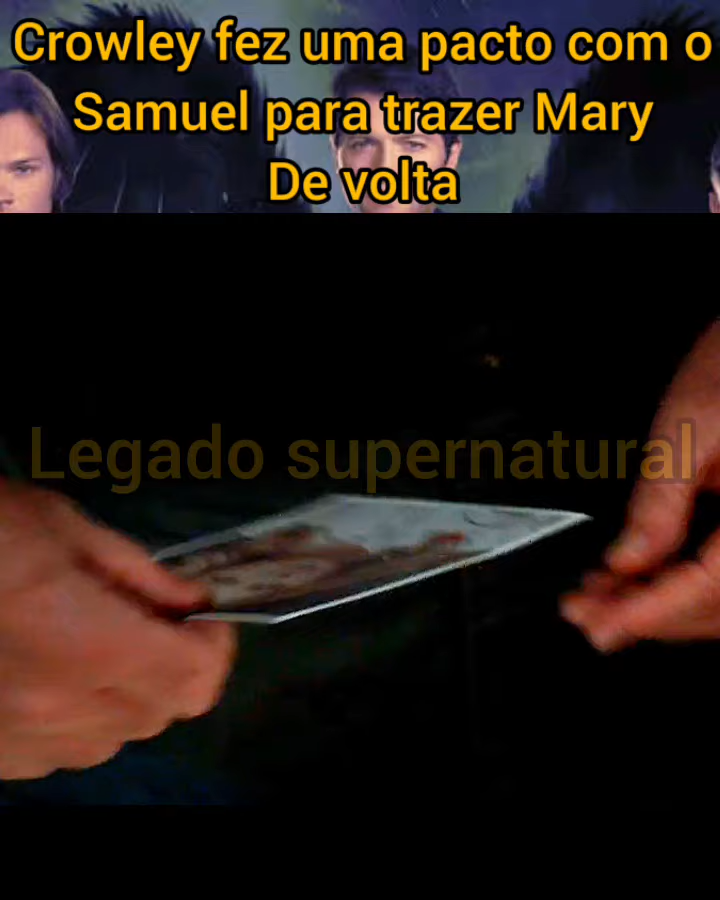 Crowley fez uma pacto com o
Samuel para trazer Mary
De volta
Legado supernatural